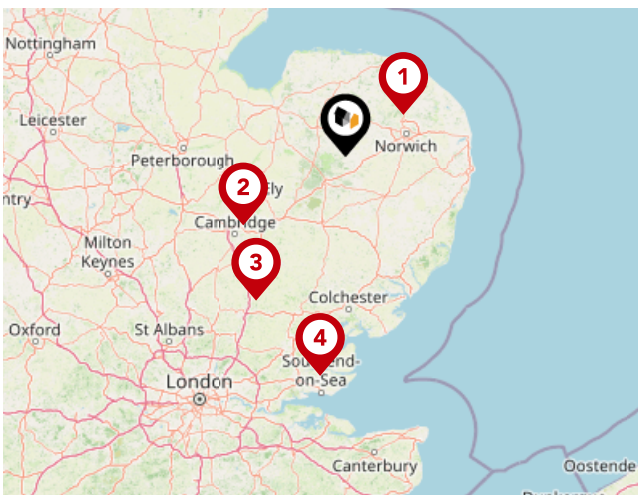 Nottingham
1
Leicester
Norwich
Peterborough
2
Ely
ntry
Cambridge
Milton
Keynes
3
Colchester
Oxford
St Albans
4
on-Sea
London
Canterbury
Oostende